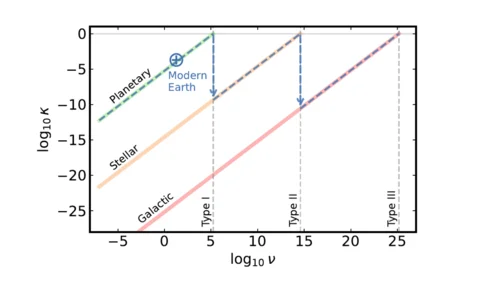 0
−5
−10
−15
−20
−25
log₁₀ κ
Planetary
Modern
Earth
Stellar
Galactic
Type I
Type II
Type III
−5
0
5
10
15
20
25
log₁₀ ν